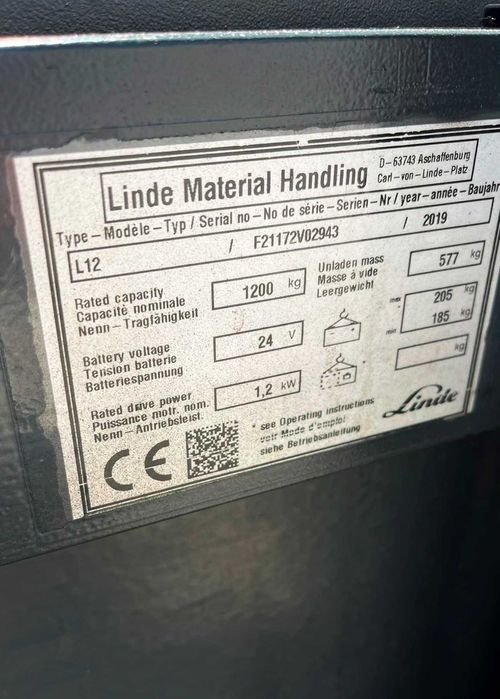 Linde Material Handling
D-63743 Aschaffenburg
Carl-von-Linde-Platz
Type - Modèle - Typ / Serial no - No de série - Serien - Nr / year - année - Baujahr
L12 / F21172V02943 / 2019
Rated capacity
Capacité nominale
Nenn - Tragfähigkeit
1200 kg
Unladen mass
Masse à vide
Leergewicht
577 kg
Battery voltage
Tension batterie
Batteriespannung
24 V
max 205 kg
min 185 kg
Rated drive power
Puissance motr. nom.
Nenn - Antriebsleist.
1,2 kW
kg
CE
* see Operating instructions
voir Mode d'emploi
siehe Betriebsanleitung
Linde